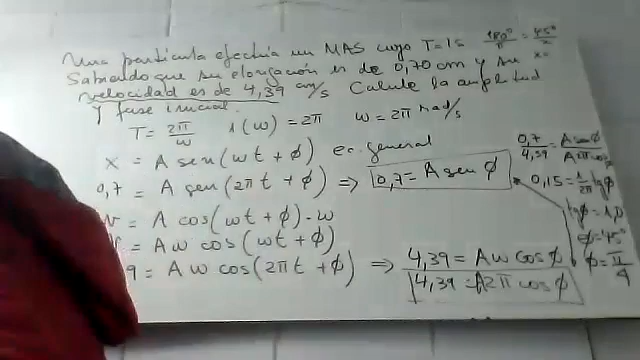 Una partícula efectúa un MAS cuyo T=1s
Sabiendo que su elongación es de 0,70 cm y su
velocidad es de 4,39 cm/s Calcule la amplitud
y fase inicial.
180°/π = 45°/x
x=
T = 2π/ω 1(ω) = 2π ω = 2π rad/s
x = A sen(ωt + φ) ec. general
0,7 = A sen(2πt + φ) ⇒ 0,7 = A sen φ
= A cos(ωt + φ) · ω
= Aω cos(ωt + φ)
9 = Aω cos(2πt + φ) ⇒ 4,39 = Aω cos φ
4,39 = A2π cos φ
0,7/4,39 = A sen φ/A2π cos φ
0,15 = 1/2π tg φ
tg φ = 1,0
φ = 45°
φ = π/4